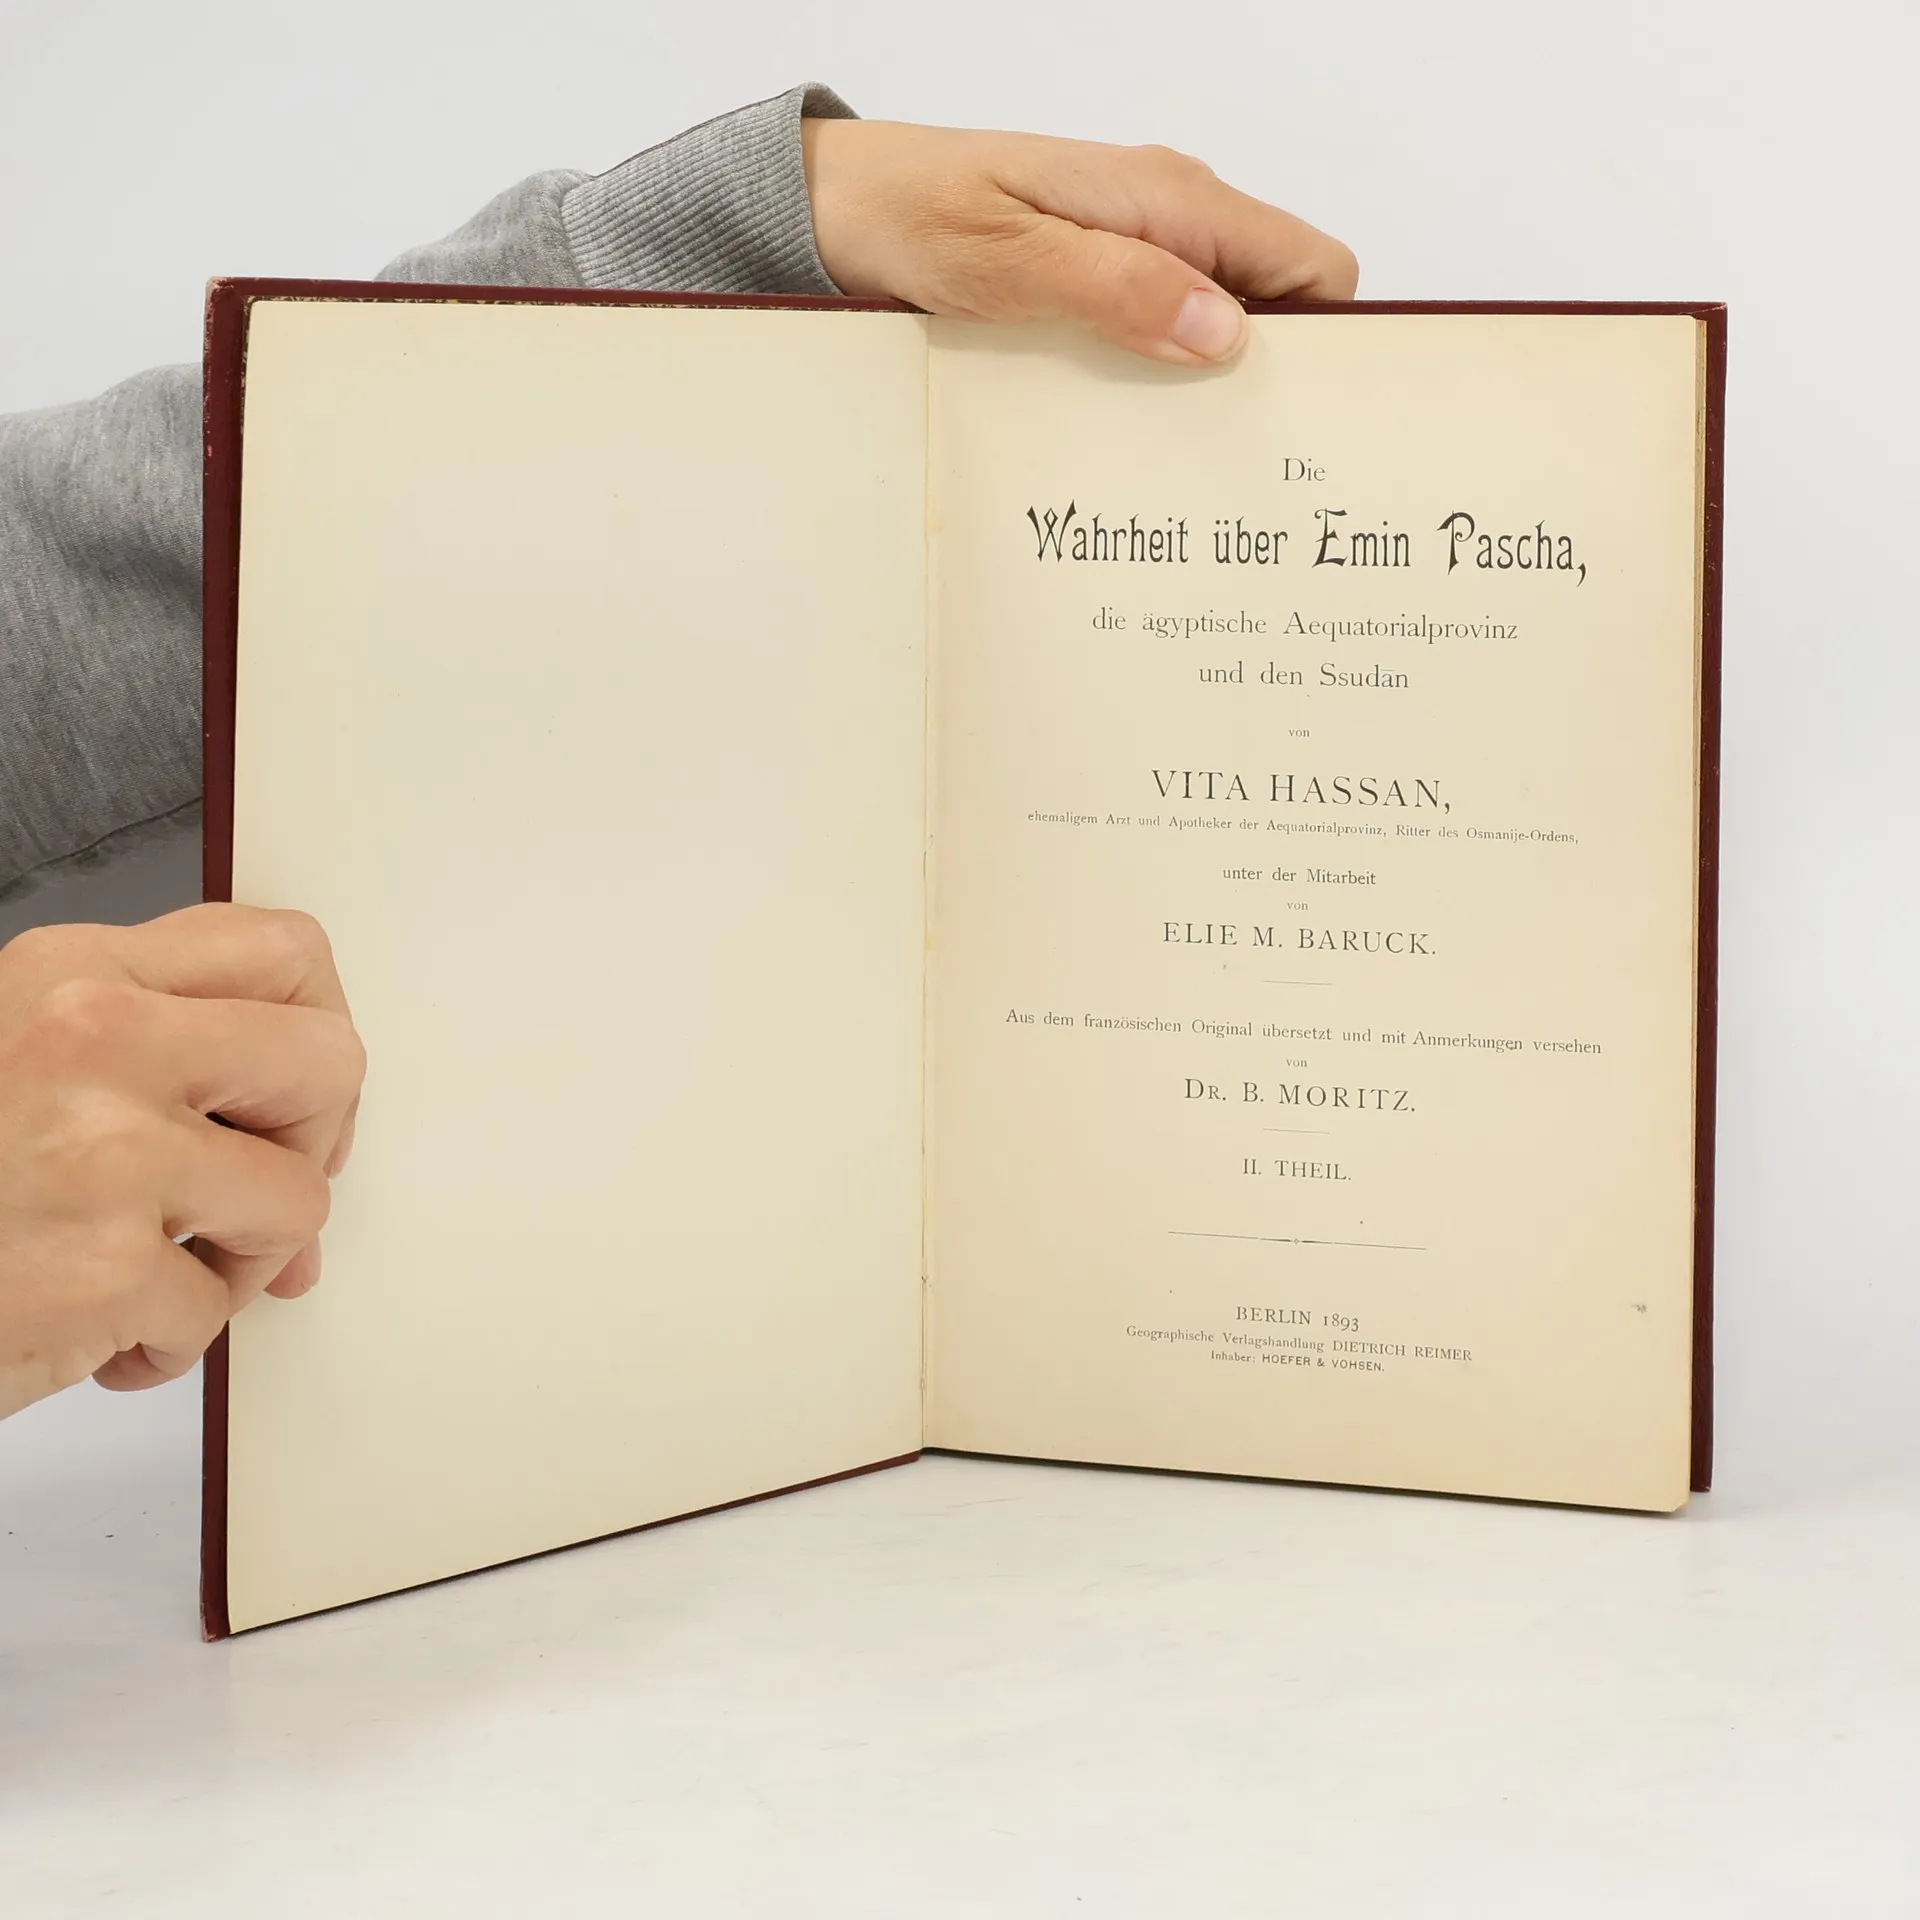 Die
Wahrheit über Emin Pascha,
die ägyptische Aequatorialprovinz
und den Ssudān
von
VITA HASSAN,
ehemaligem Arzt und Apotheker der Aequatorialprovinz, Ritter des Osmanije-Ordens,
unter der Mitarbeit
von
ELIE M. BARUCK.
Aus dem französischen Original übersetzt und mit Anmerkungen versehen
von
DR. B. MORITZ.
II. THEIL.
BERLIN 1893
Geographische Verlagshandlung DIETRICH REIMER
Inhaber: HOEFER & VOHSEN.